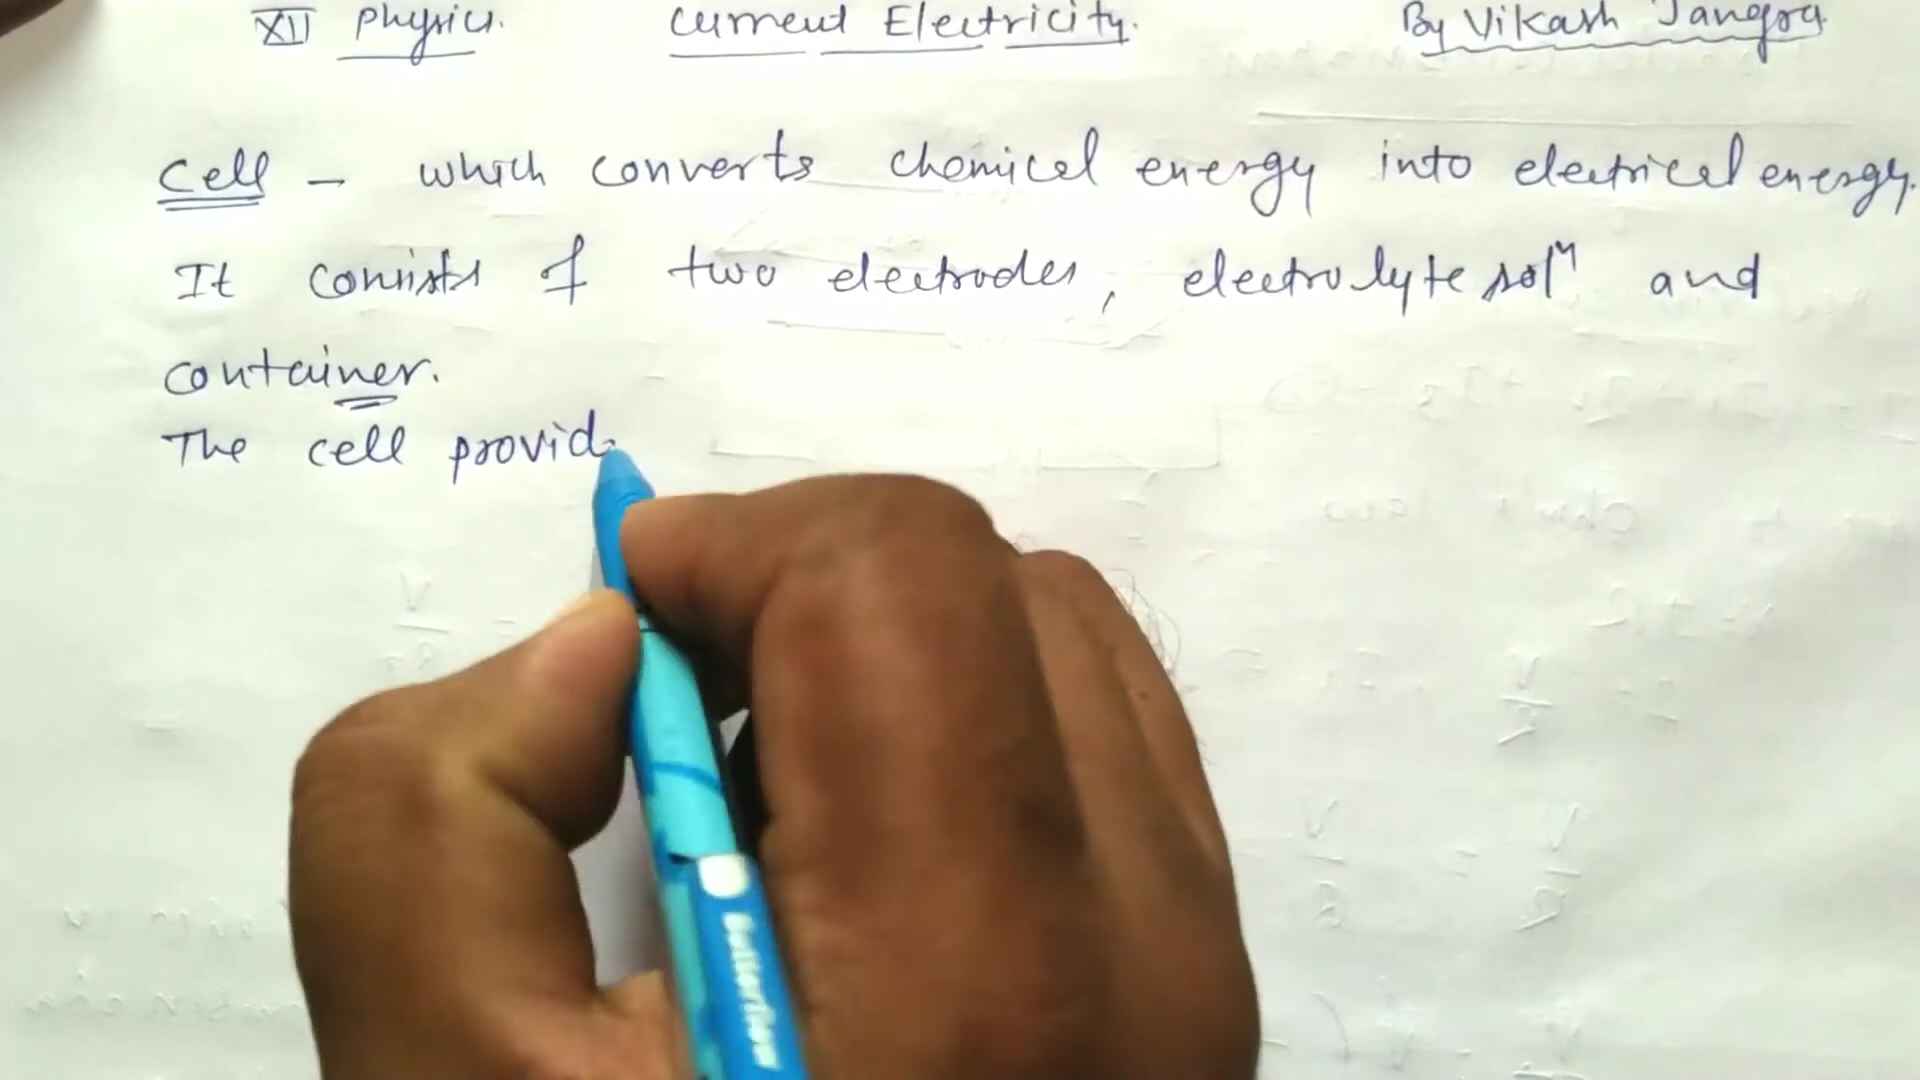 XII Physics. Current Electricity. By Vikash Jangra
Cell - which converts chemical energy into electrical energy.
It consists of two electrodes, electrolyte solⁿ and
container.
The cell provid
Butterflow